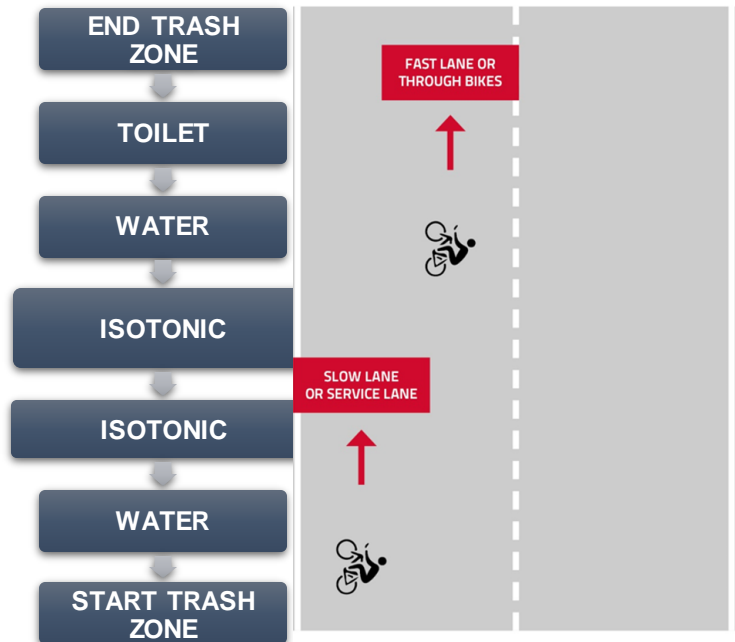 END TRASH
ZONE
TOILET
WATER
ISOTONIC
ISOTONIC
WATER
START TRASH
ZONE
FAST LANE OR
THROUGH BIKES
SLOW LANE
OR SERVICE LANE